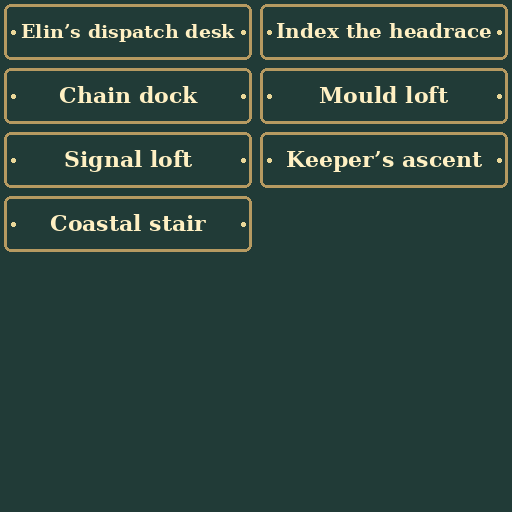 Elin’s dispatch desk
Index the headrace
Chain dock
Mould loft
Signal loft
Keeper’s ascent
Coastal stair